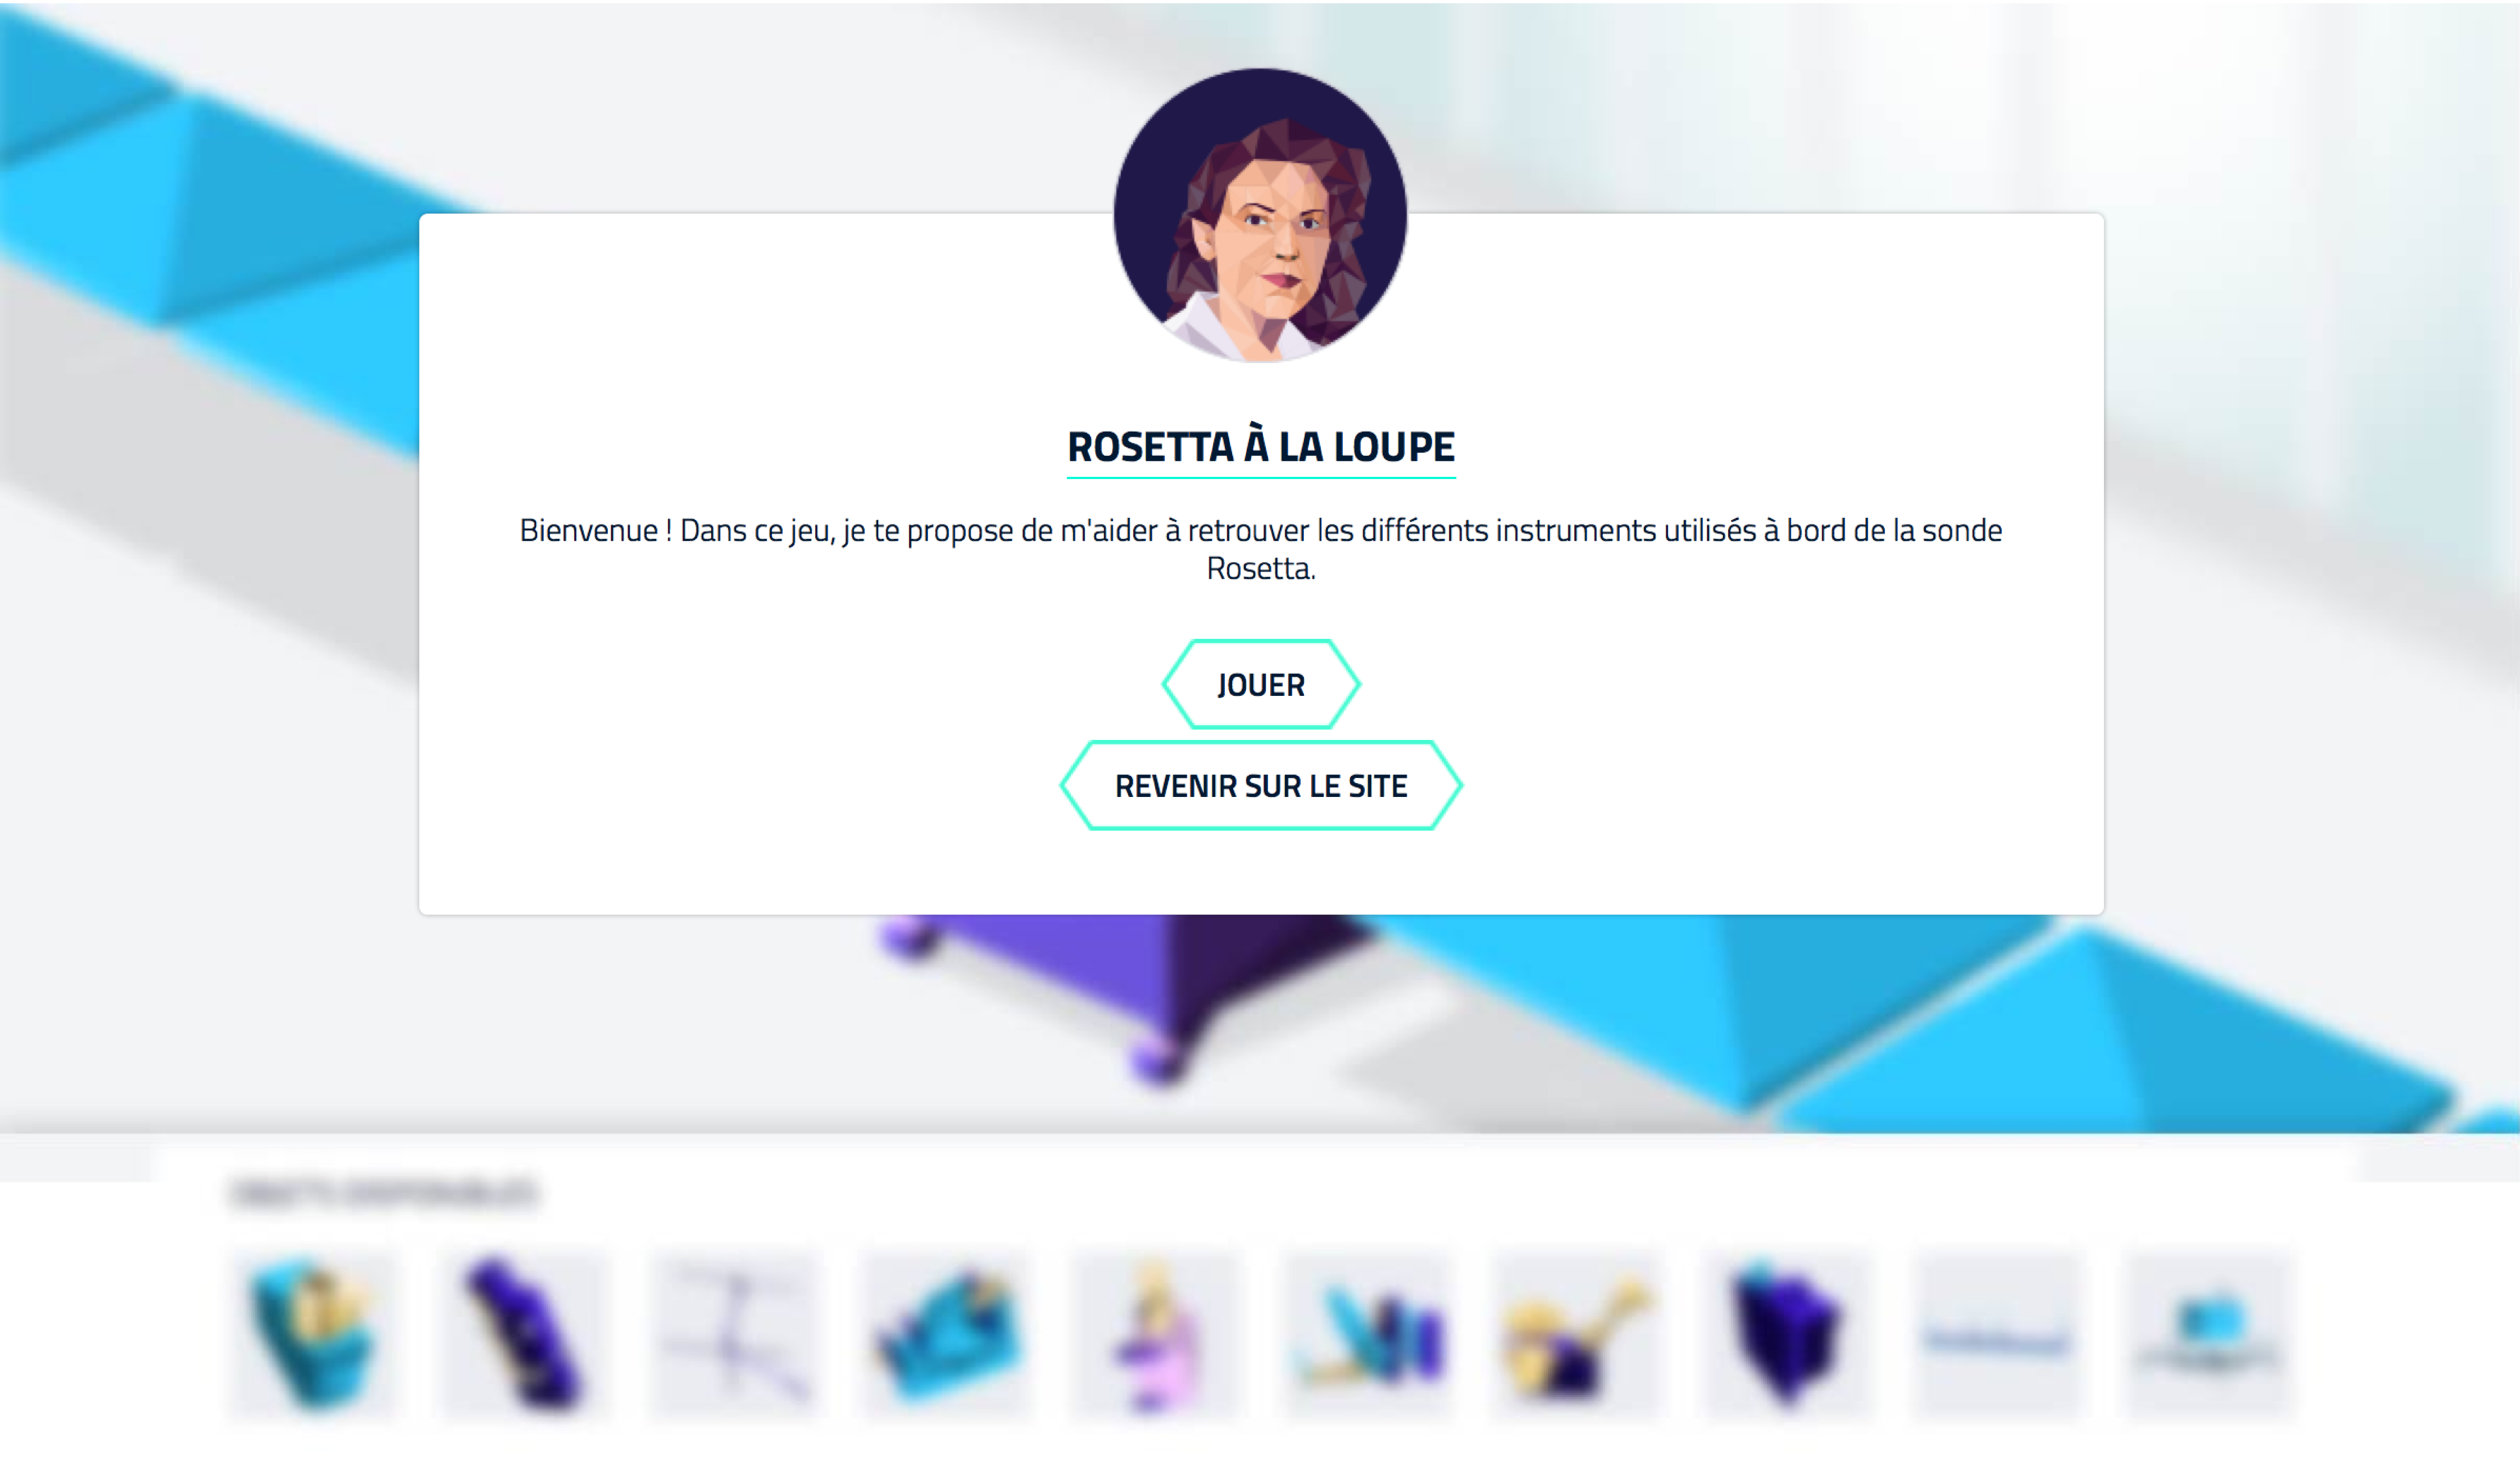 ROSETTA À LA LOUPE
Bienvenue ! Dans ce jeu, je te propose de m'aider à retrouver les différents instruments utilisés à bord de la sonde
Rosetta.
JOUER
REVENIR SUR LE SITE